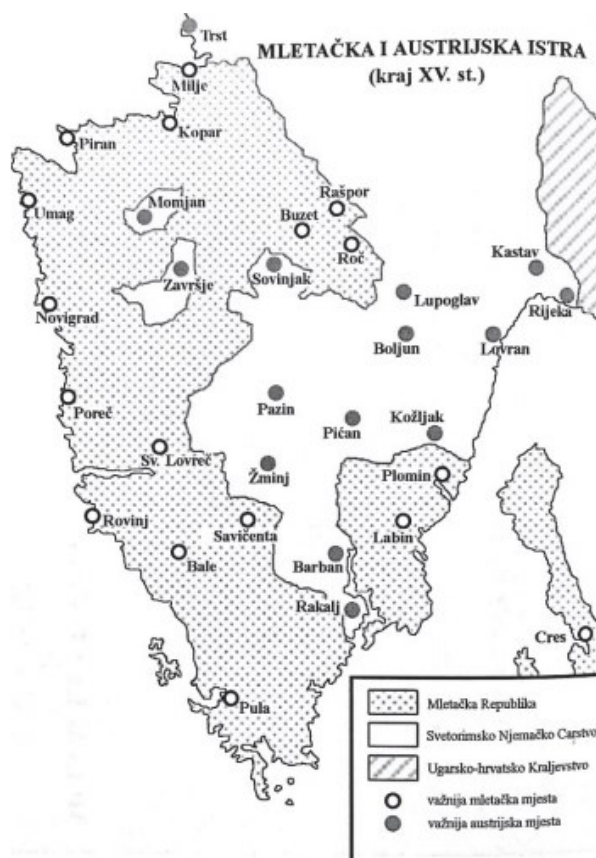 Trst
MLETAČKA I AUSTRIJSKA ISTRA
(kraj XV. st.)
Milje
Kopar
Piran
Rašpor
Umag
Momjan
Buzet
Roč
Kastav
Završje
Sovinjak
Lupoglav
Rijeka
Novigrad
Boljun
Lovran
Poreč
Pazin
Pićan
Kožljak
Sv. Lovreč
Žminj
Plomin
Rovinj
Savičenta
Labin
Bale
Barban
Rakalj
Cres
Pula
Mletačka Republika
Svetorimsko Njemačko Carstvo
Ugarsko-hrvatsko Kraljevstvo
važnija mletačka mjesta
važnija austrijska mjesta